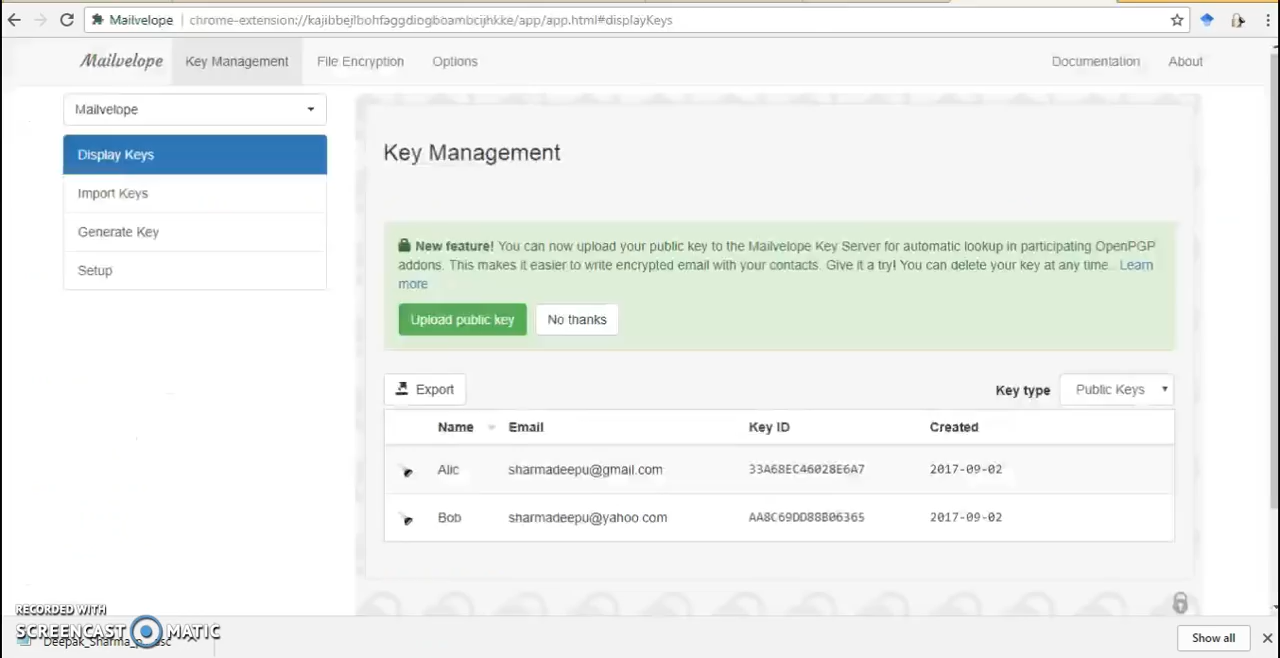 Mailvelope chrome-extension://kajibbejlbohfaggdiogboambcijhkke/app/app.html#displayKeys
Mailvelope Key Management File Encryption Options Documentation About
Mailvelope
Display Keys
Import Keys
Generate Key
Setup
Key Management
New feature! You can now upload your public key to the Mailvelope Key Server for automatic lookup in participating OpenPGP
addons. This makes it easier to write encrypted email with your contacts. Give it a try! You can delete your key at any time. Learn
more
Upload public key No thanks
Export Key type Public Keys
Name Email Key ID Created
Alic sharmadeepu@gmail.com 33A68EC46028E6A7 2017-09-02
Bob sharmadeepu@yahoo com AA8C69DD88B06365 2017-09-02
RECORDED WITH
SCREENCAST MATIC
Show all